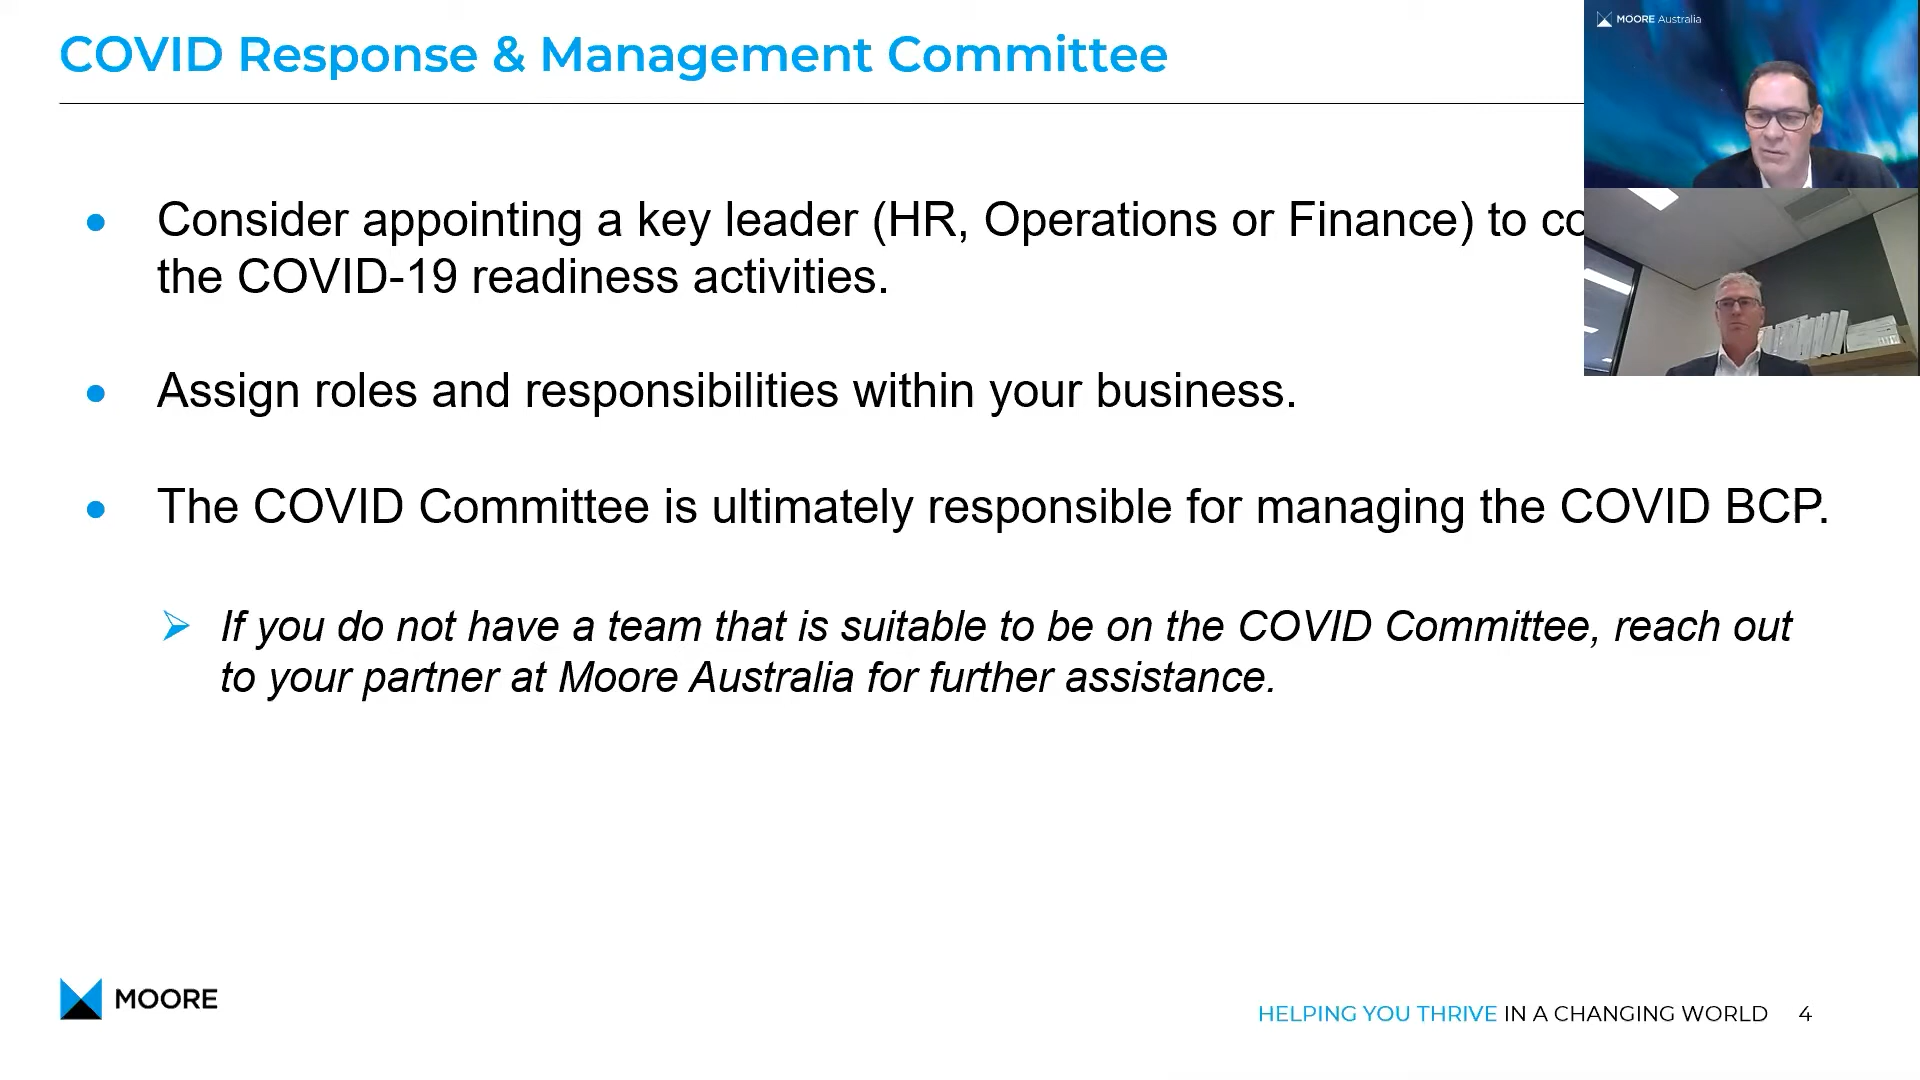 COVID Response & Management Committee
MOORE Australia
Consider appointing a key leader (HR, Operations or Finance) to
the COVID-19 readiness activities.
Assign roles and responsibilities within your business.
The COVID Committee is ultimately responsible for managing the COVID BCP.
If you do not have a team that is suitable to be on the COVID Committee, reach out
to your partner at Moore Australia for further assistance.
MOORE
HELPING YOU THRIVE IN A CHANGING WORLD 4